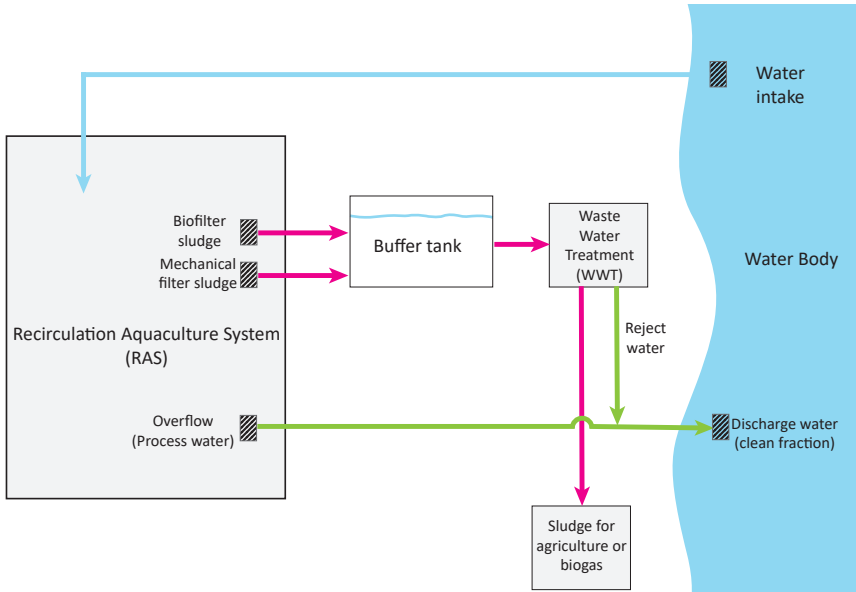 Water
intake
Biofilter
sludge
Mechanical
filter sludge
Buffer tank
Waste
Water
Treatment
(WWT)
Water Body
Recirculation Aquaculture System
(RAS)
Reject
water
Overflow
(Process water)
Discharge water
(clean fraction)
Sludge for
agriculture or
biogas